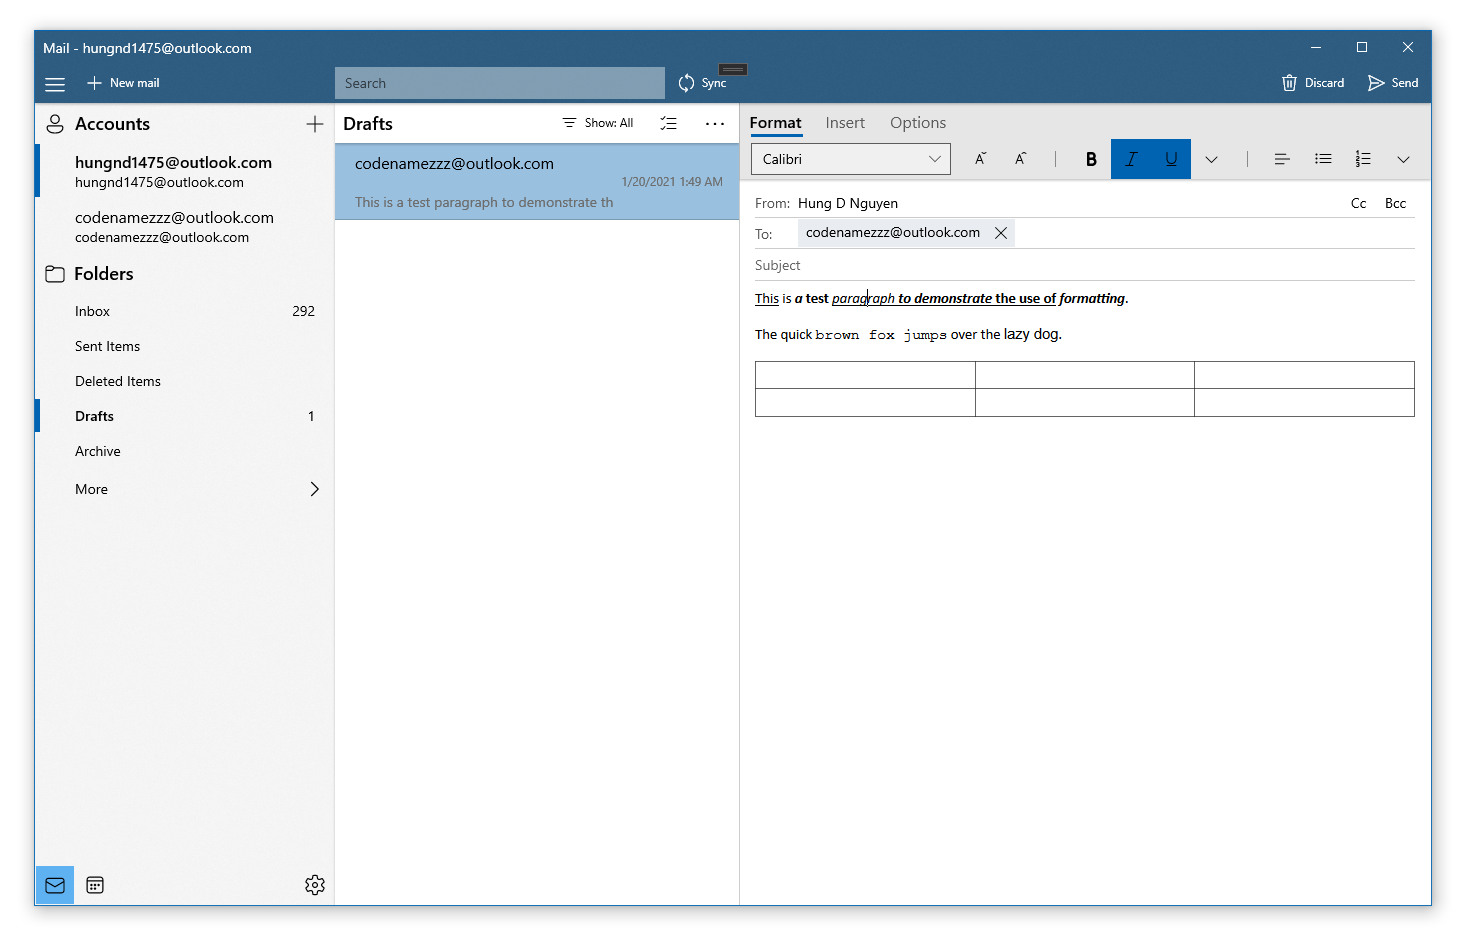 Mail - hungnd1475@outlook.com
New mail
Search
Sync
Discard
Send
Accounts
hungnd1475@outlook.com
hungnd1475@outlook.com
codenamezzz@outlook.com
codenamezzz@outlook.com
Folders
Inbox 292
Sent Items
Deleted Items
Drafts 1
Archive
More
Drafts
Show: All
codenamezzz@outlook.com
1/20/2021 1:49 AM
This is a test paragraph to demonstrate th
Format Insert Options
Calibri A A B I U
From: Hung D Nguyen Cc Bcc
To: codenamezzz@outlook.com
Subject
This is a test paragraph to demonstrate the use of formatting.
The quick brown fox jumps over the lazy dog.